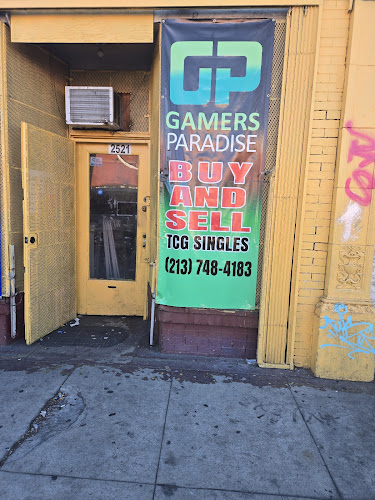 2521
GP
GAMERS
PARADISE
BUY
AND
SELL
TCG SINGLES
(213) 748-4183